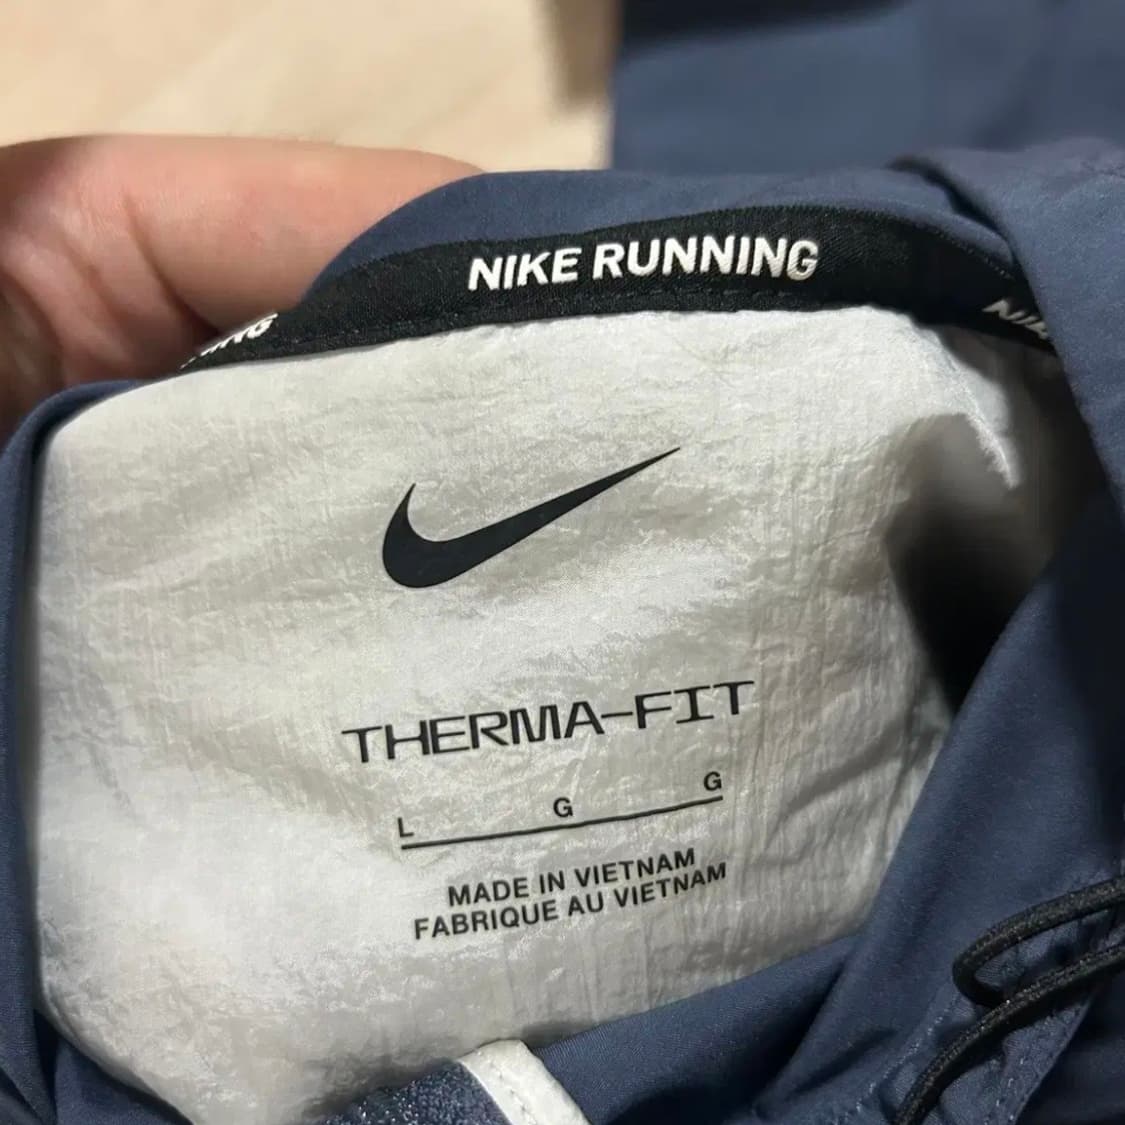 NIKE RUNNING
THERMA-FIT
L G G
MADE IN VIETNAM
FABRIQUE AU VIETNAM